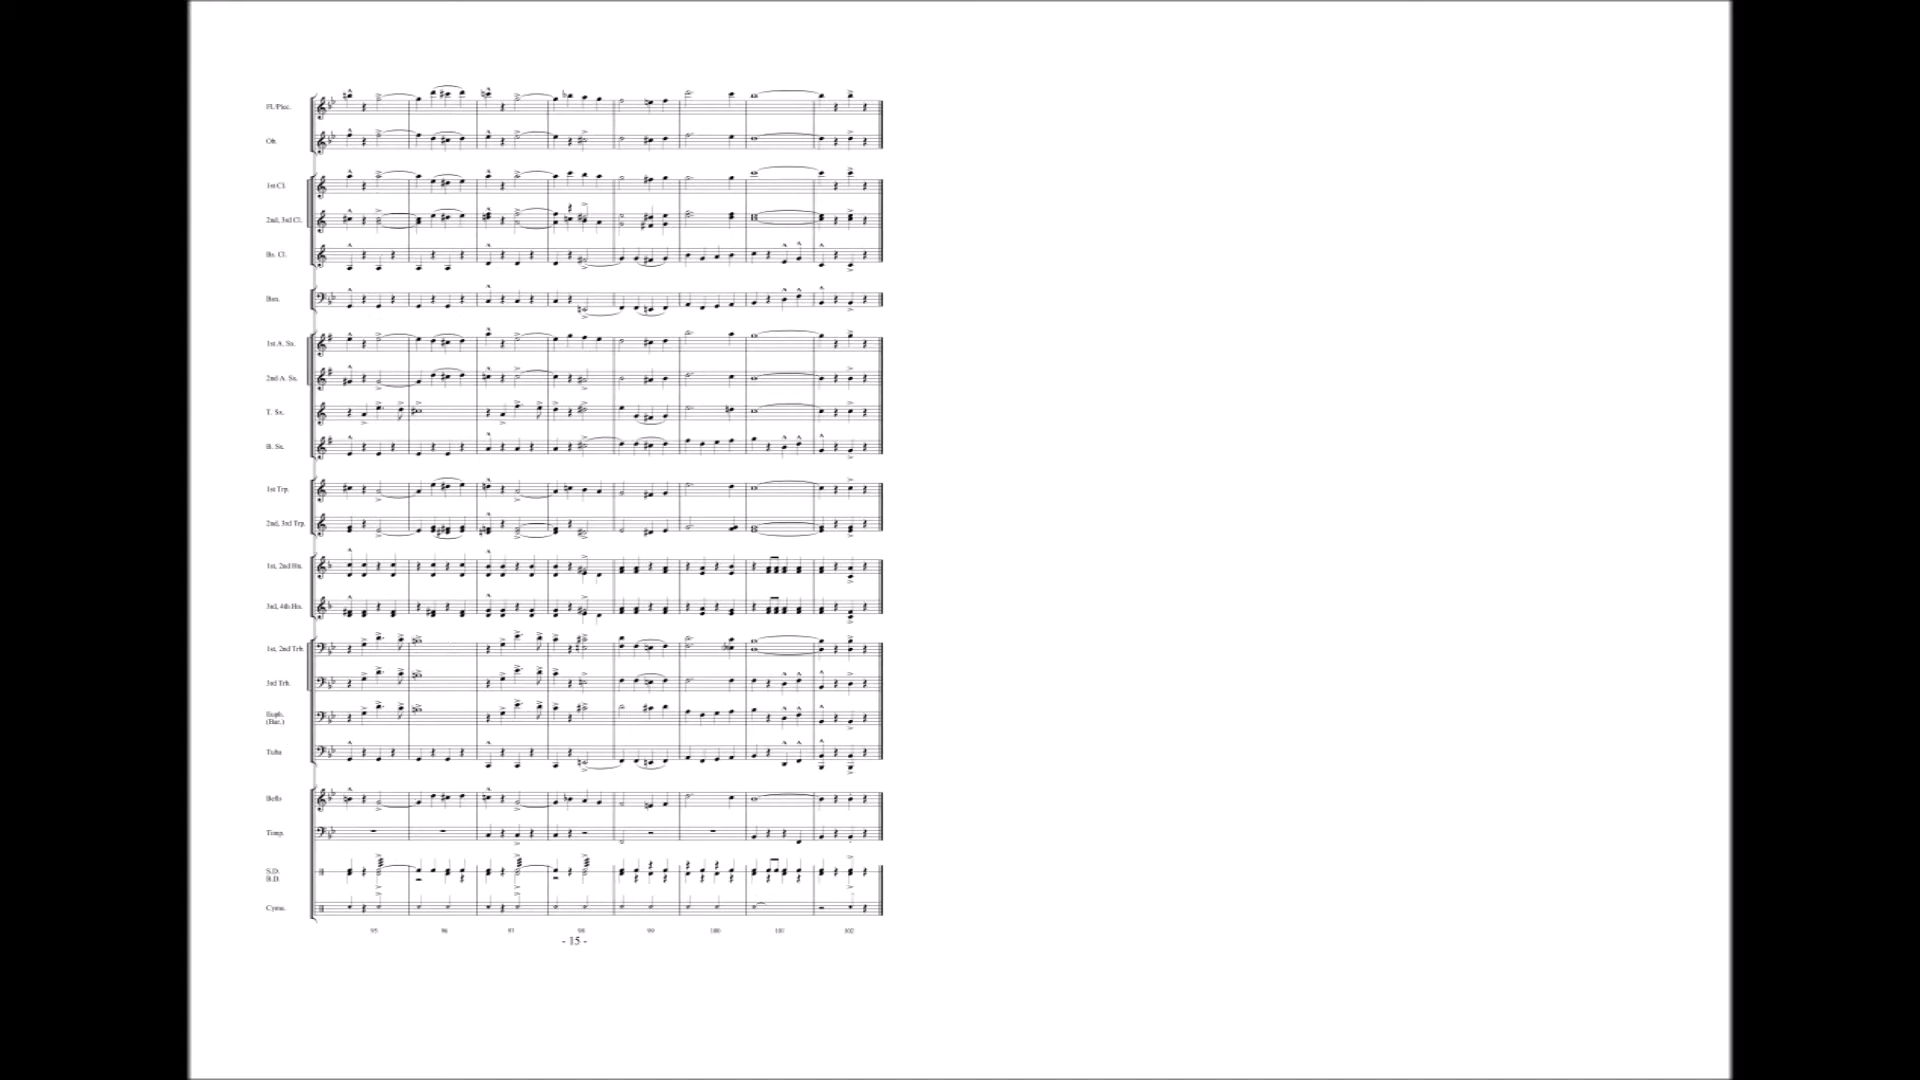 Fl./Picc.
Ob.
1st Cl.
2nd, 3rd Cl.
Bs. Cl.
Bsn.
1st A. Sx.
2nd A. Sx.
T. Sx.
B. Sx.
1st Trp.
2nd, 3rd Trp.
1st, 2nd Hn.
3rd, 4th Hn.
1st, 2nd Trb.
3rd Trb.
Euph.
(Bar.)
Tuba
Bells
Timp.
S.D.
B.D.
Cyms.
95 96 97 98 99 100 101 102
- 15 -